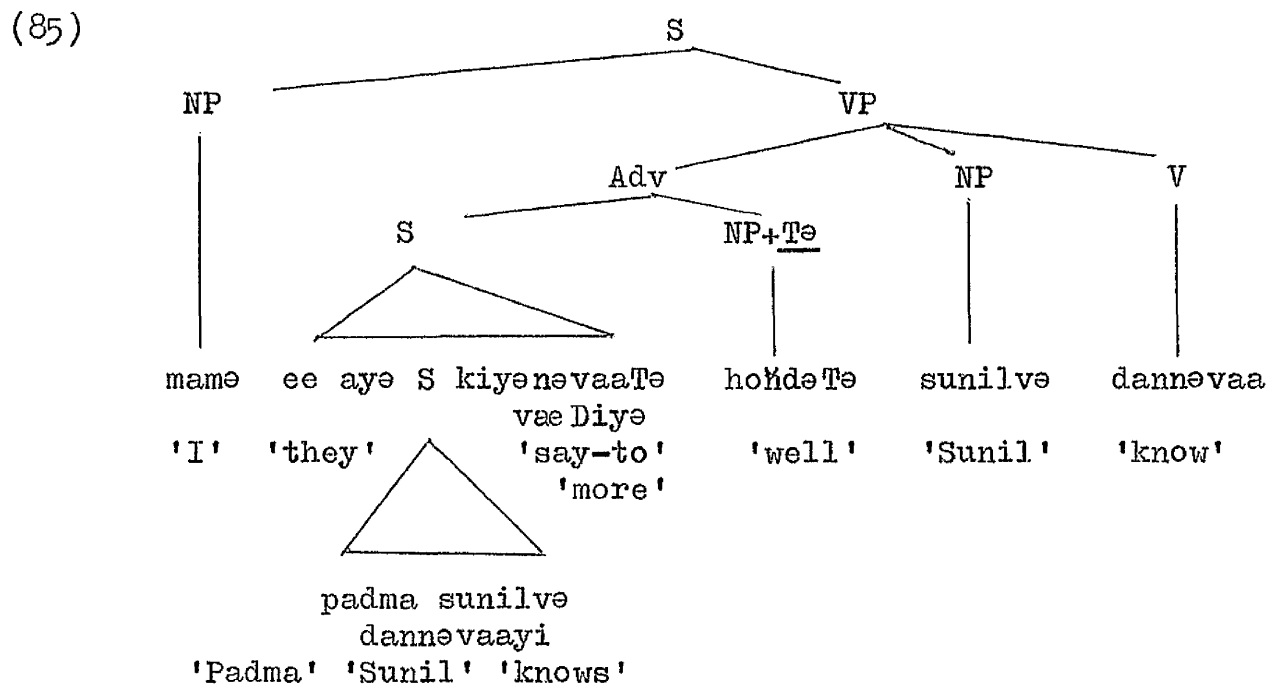 (85)
S
NP VP
Adv NP V
S NP+Tə
mamə ee ayə S kiyənəvaaTə hoňdəTə sunilvə dannəvaa
væDiyə
'I' 'they' 'say-to' 'well' 'Sunil' 'know'
'more'
padma sunilvə
dannəvaayi
'Padma' 'Sunil' 'knows'